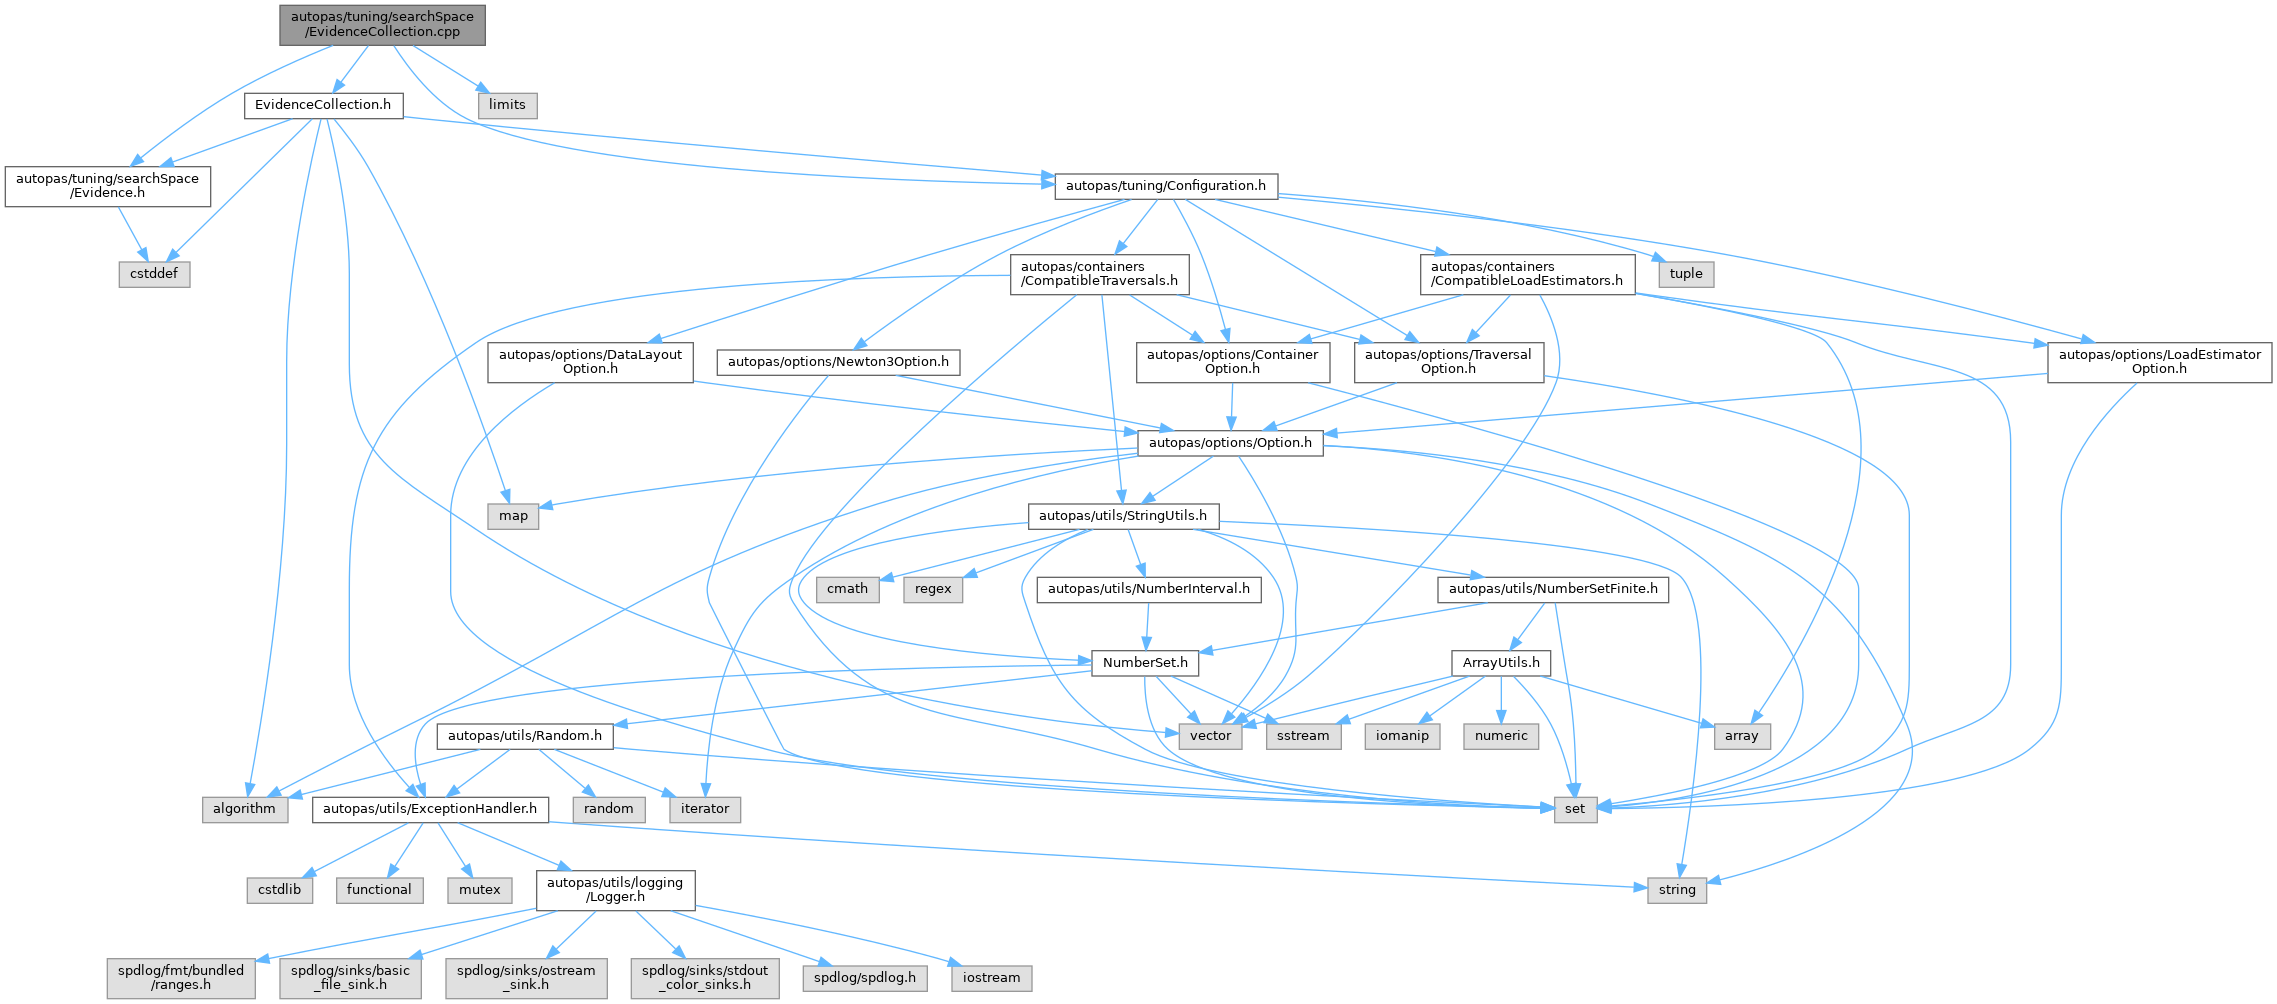 autopas/tuning/searchSpace
/EvidenceCollection.cpp
EvidenceCollection.h
limits
autopas/tuning/searchSpace
/Evidence.h
autopas/tuning/Configuration.h
cstddef
autopas/containers
/CompatibleTraversals.h
autopas/containers
/CompatibleLoadEstimators.h
tuple
autopas/options/DataLayout
Option.h
autopas/options/Newton3Option.h
autopas/options/Container
Option.h
autopas/options/Traversal
Option.h
autopas/options/LoadEstimator
Option.h
autopas/options/Option.h
map
autopas/utils/StringUtils.h
cmath
regex
autopas/utils/NumberInterval.h
autopas/utils/NumberSetFinite.h
NumberSet.h
ArrayUtils.h
autopas/utils/Random.h
vector
sstream
iomanip
numeric
array
algorithm
autopas/utils/ExceptionHandler.h
random
iterator
set
cstdlib
functional
mutex
autopas/utils/logging
/Logger.h
string
spdlog/fmt/bundled
/ranges.h
spdlog/sinks/basic
_file_sink.h
spdlog/sinks/ostream
_sink.h
spdlog/sinks/stdout
_color_sinks.h
spdlog/spdlog.h
iostream